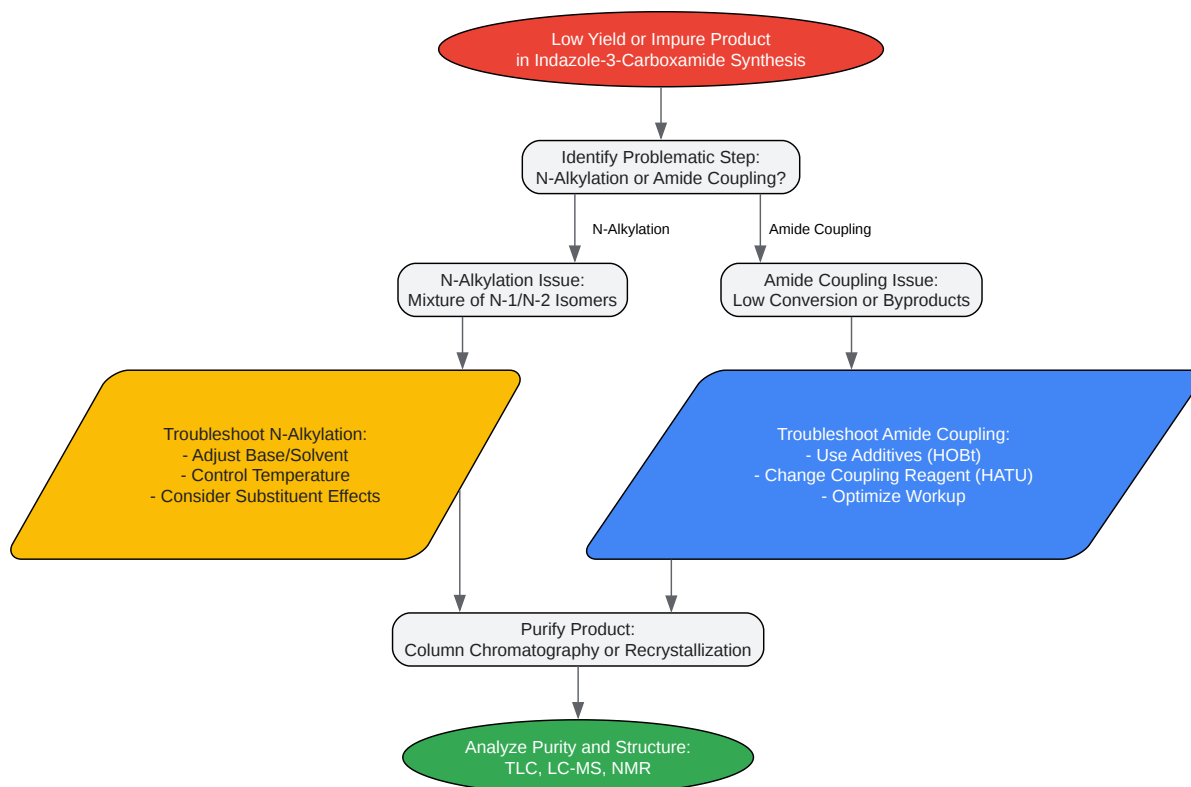 Low Yield or Impure Product
in Indazole-3-Carboxamide Synthesis
Identify Problematic Step:
N-Alkylation or Amide Coupling?
N-Alkylation
Amide Coupling
N-Alkylation Issue:
Mixture of N-1/N-2 Isomers
Amide Coupling Issue:
Low Conversion or Byproducts
Troubleshoot N-Alkylation:
- Adjust Base/Solvent
- Control Temperature
- Consider Substituent Effects
Troubleshoot Amide Coupling:
- Use Additives (HOBt)
- Change Coupling Reagent (HATU)
- Optimize Workup
Purify Product:
Column Chromatography or Recrystallization
Analyze Purity and Structure:
TLC, LC-MS, NMR